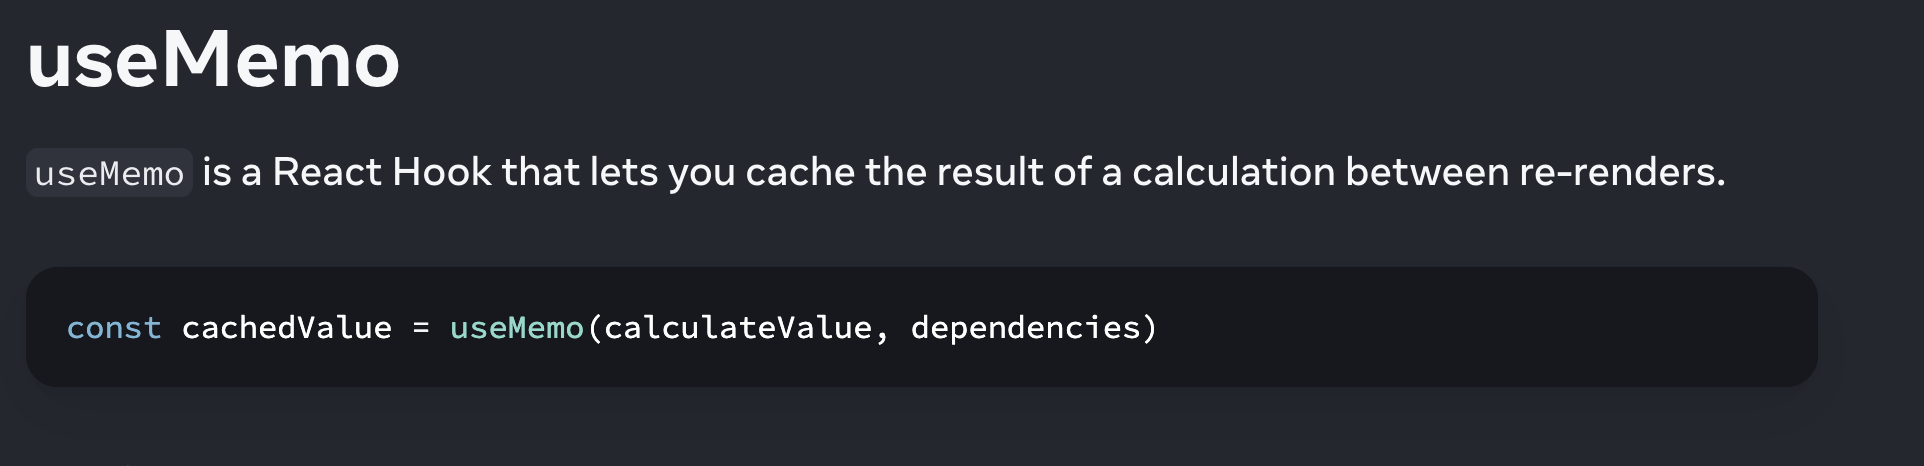 useMemo
useMemo is a React Hook that lets you cache the result of a calculation between re-renders.
const cachedValue = useMemo(calculateValue, dependencies)